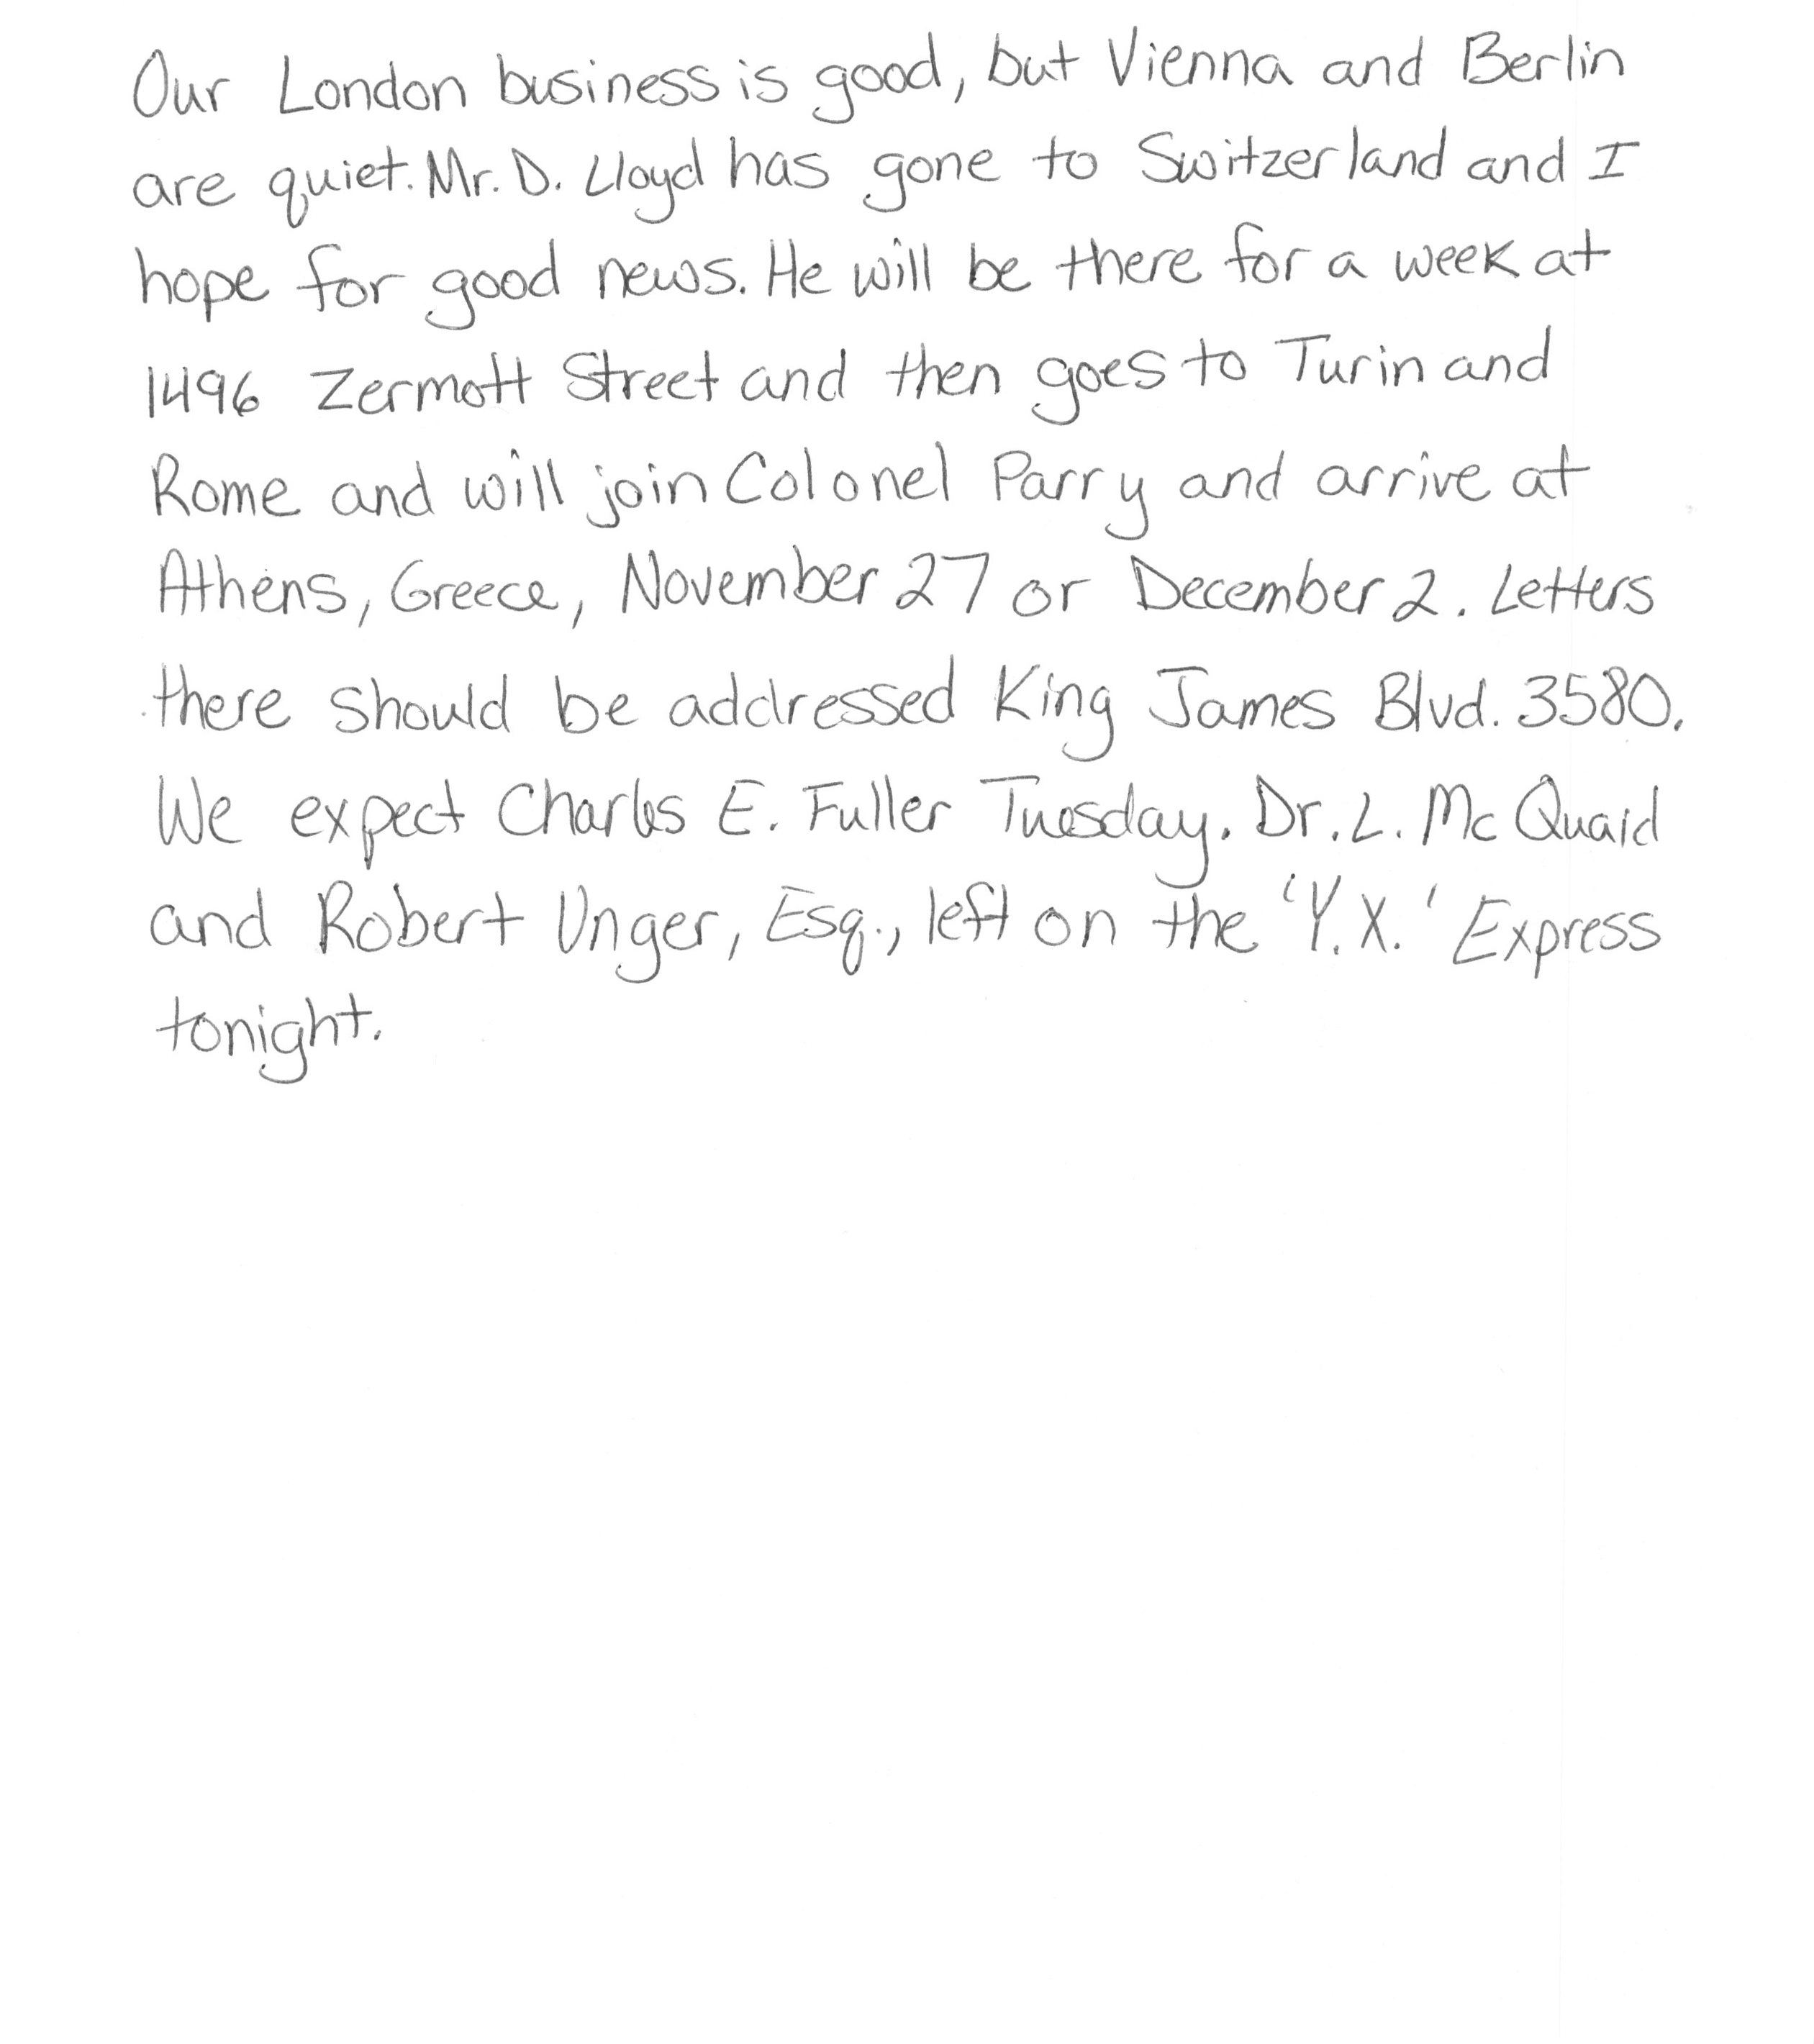 Our London business is good, but Vienna and Berlin
are quiet. Mr. D. Lloyd has gone to Switzerland and I
hope for good news. He will be there for a week at
1496 Zermott Street and then goes to Turin and
Rome and will join Colonel Parry and arrive at
Athens, Greece, November 27 or December 2. Letters
there should be addressed King James Blvd. 3580.
We expect Charles E. Fuller Tuesday. Dr. L. McQuaid
and Robert Unger, Esq., left on the 'Y.X.' Express
tonight.